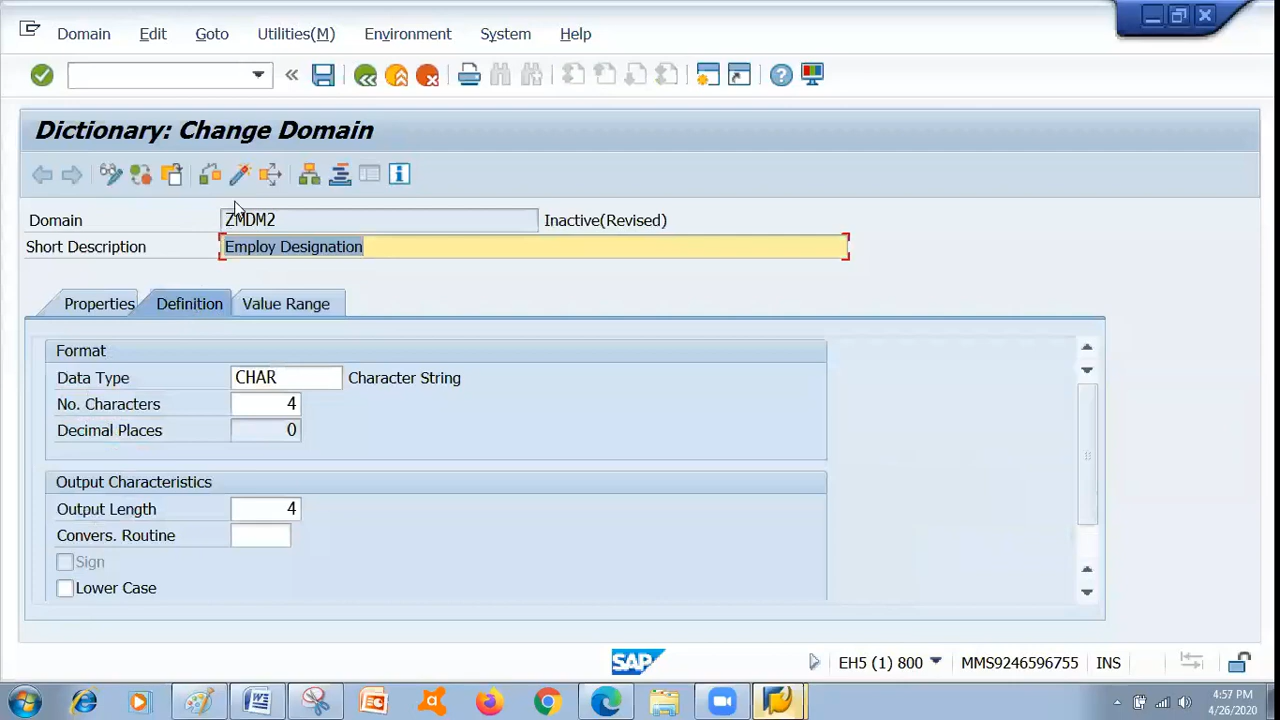 Domain Edit Goto Utilities(M) Environment System Help
Dictionary: Change Domain
Domain ZMDM2 Inactive(Revised)
Short Description Employ Designation
Properties Definition Value Range
Format
Data Type CHAR Character String
No. Characters 4
Decimal Places 0
Output Characteristics
Output Length 4
Convers. Routine
Sign
Lower Case
SAP EH5 (1) 800 MMS9246596755 INS
4:57 PM
4/26/2020